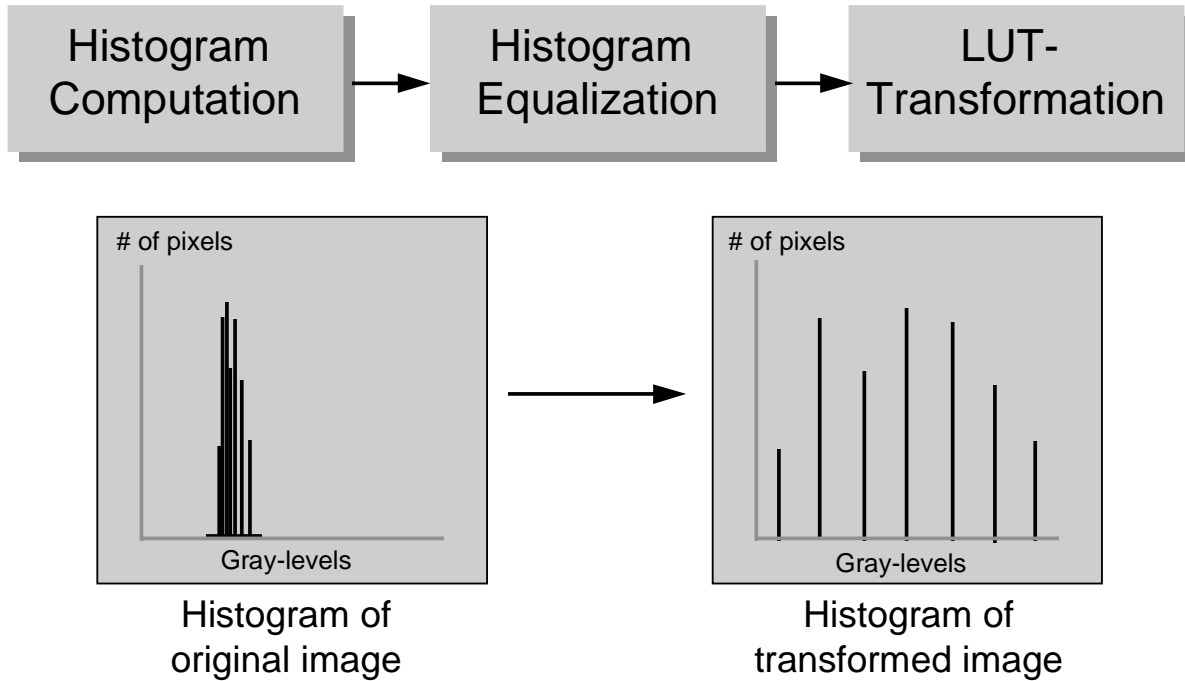 Histogram
Computation
Histogram
Equalization
LUT-
Transformation
# of pixels
Gray-levels
Histogram of
original image
# of pixels
Gray-levels
Histogram of
transformed image